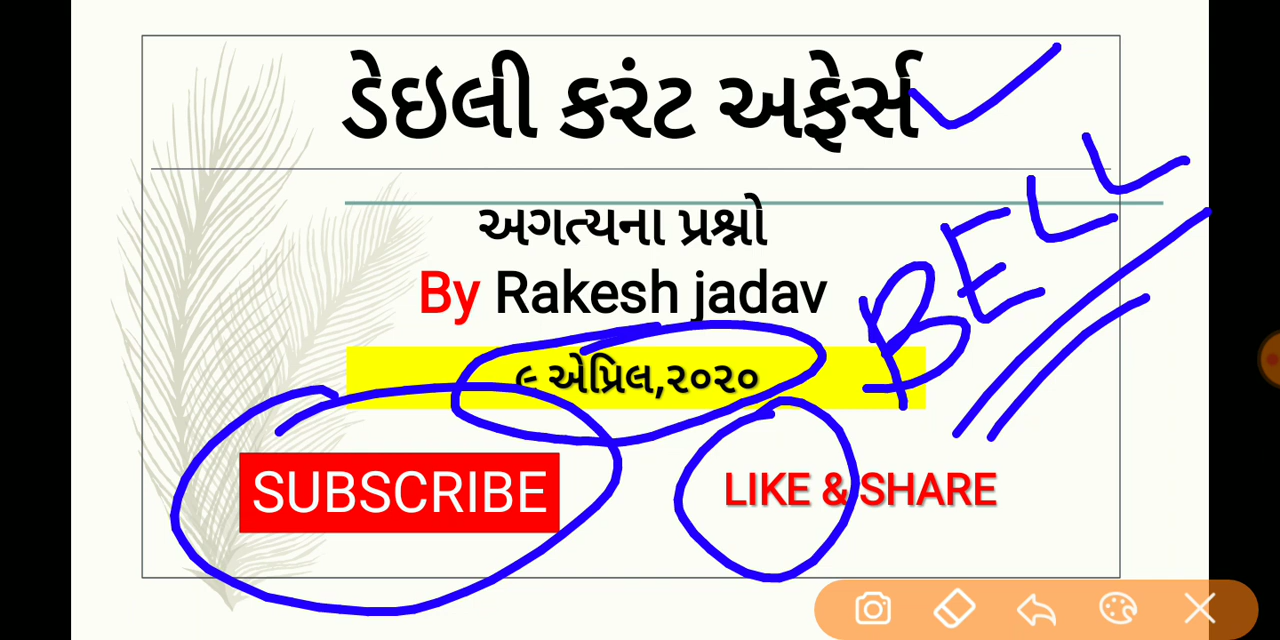 ડેઇલી કરંટ અફેર્સ
અગત્યના પ્રશ્નો
By Rakesh jadav
૯ એપ્રિલ,૨૦૨૦
BELL
SUBSCRIBE
LIKE & SHARE